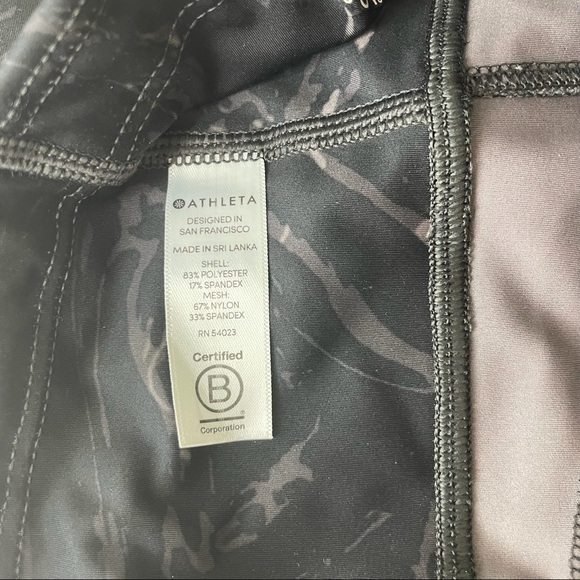 ATHLETA
DESIGNED IN
SAN FRANCISCO
MADE IN SRI LANKA
SHELL:
83% POLYESTER
17% SPANDEX
MESH:
67% NYLON
33% SPANDEX
RN 54023
Certified
B
Corporation